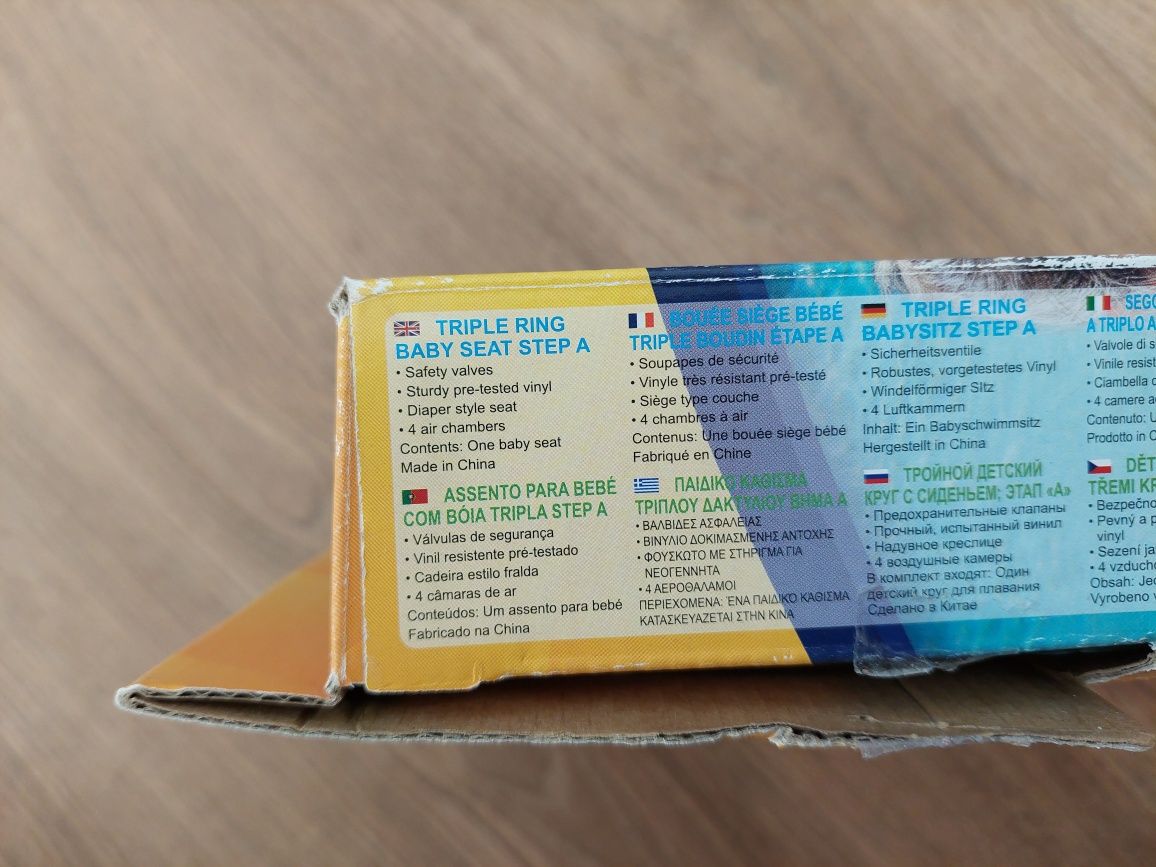 TRIPLE RING
BABY SEAT STEP A
• Safety valves
• Sturdy pre-tested vinyl
• Diaper style seat
• 4 air chambers
Contents: One baby seat
Made in China
BOUÉE SIÈGE BÉBÉ
TRIPLE BOUDIN ÉTAPE A
• Soupapes de sécurité
• Vinyle très résistant pré-testé
• Siège type couche
• 4 chambres à air
Contenus: Une bouée siège bébé
Fabriqué en Chine
TRIPLE RING
BABYSITZ STEP A
• Sicherheitsventile
• Robustes, vorgetestetes Vinyl
• Windelförmiger SItz
• 4 Luftkammern
Inhalt: Ein Babyschwimmsitz
Hergestellt in China
A TRIPLO
• Valvole di
• Vinile
• Ciambella
• 4 camere
Contenuto:
Prodotto in
ASSENTO PARA BEBÉ
COM BÓIA TRIPLA STEP A
• Válvulas de segurança
• Vinil resistente pré-testado
• Cadeira estilo fralda
• 4 câmaras de ar
Conteúdos: Um assento para bebé
Fabricado na China
ΠΑΙΔΙΚΟ ΚΑΘΙΣΜΑ
ΤΡΙΠΛΟΥ ΔΑΚΤΥΛΙΟΥ ΒΗΜΑ Α
• ΒΑΛΒΙΔΕΣ ΑΣΦΑΛΕΙΑΣ
• ΒΙΝΥΛΙΟ ΔΟΚΙΜΑΣΜΕΝΗΣ ΑΝΤΟΧΗΣ
• ΦΟΥΣΚΩΤΟ ΜΕ ΣΤΗΡΙΓΜΑ ΓΙΑ
ΝΕΟΓΕΝΝΗΤΑ
• 4 ΑΕΡΟΘΑΛΑΜΟΙ
ΠΕΡΙΕΧΟΜΕΝΑ: ΈΝΑ ΠΑΙΔΙΚΌ ΚΑΘΙΣΜΑ
ΚΑΤΑΣΚΕΥΑΖΕΤΑΙ ΣΤΗΝ ΚΙΝΑ
ТРОЙНОЙ ДЕТСКИЙ
КРУГ С СИДЕНЬЕМ; ЭТАП «А»
• Предохранительные клапаны
• Прочный, испытанный винил
• Надувное креслице
• 4 воздушные камеры
В комплект входят: Один
детский круг для плавания
Сделано в Китае
TŘEMI
• Bezpečno
• Pevný a
vinyl
• Sezení
• 4
Obsah:
Vyrobeno